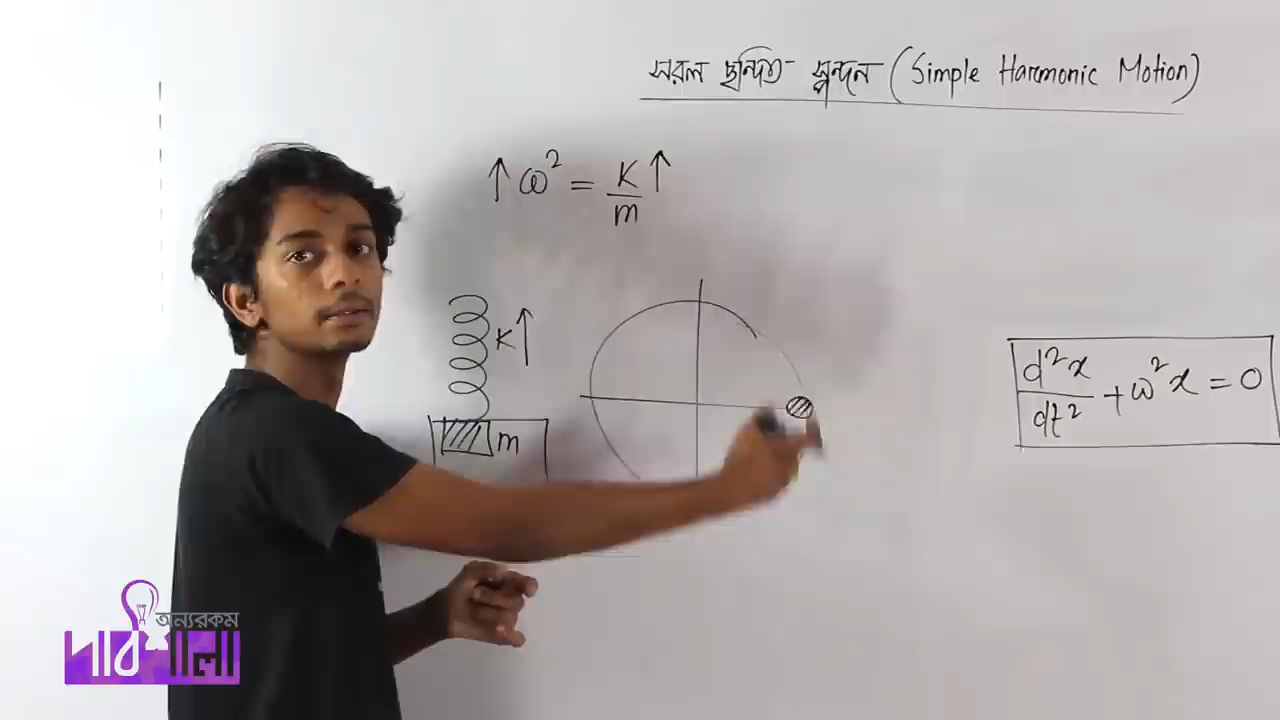 সরল ছন্দিত স্পন্দন (Simple Harmonic Motion)
↑ ω² = K/m ↑
K↑
m
d²x/dt² + ω²x = 0
অন্যরকম
পাঠশালা